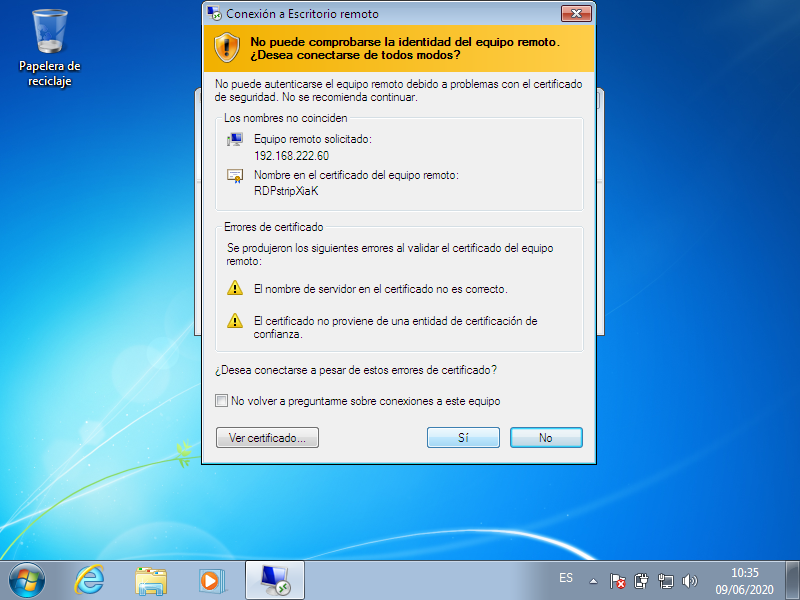 Papelera de
reciclaje
Conexión a Escritorio remoto
No puede comprobarse la identidad del equipo remoto.
¿Desea conectarse de todos modos?
No puede autenticarse el equipo remoto debido a problemas con el certificado
de seguridad. No se recomienda continuar.
Los nombres no coinciden
Equipo remoto solicitado:
192.168.222.60
Nombre en el certificado del equipo remoto:
RDPstripXiaK
Errores de certificado
Se produjeron los siguientes errores al validar el certificado del equipo
remoto:
El nombre de servidor en el certificado no es correcto.
El certificado no proviene de una entidad de certificación de
confianza.
¿Desea conectarse a pesar de estos errores de certificado?
No volver a preguntarme sobre conexiones a este equipo
Ver certificado...
Sí
No
ES
10:35
09/06/2020